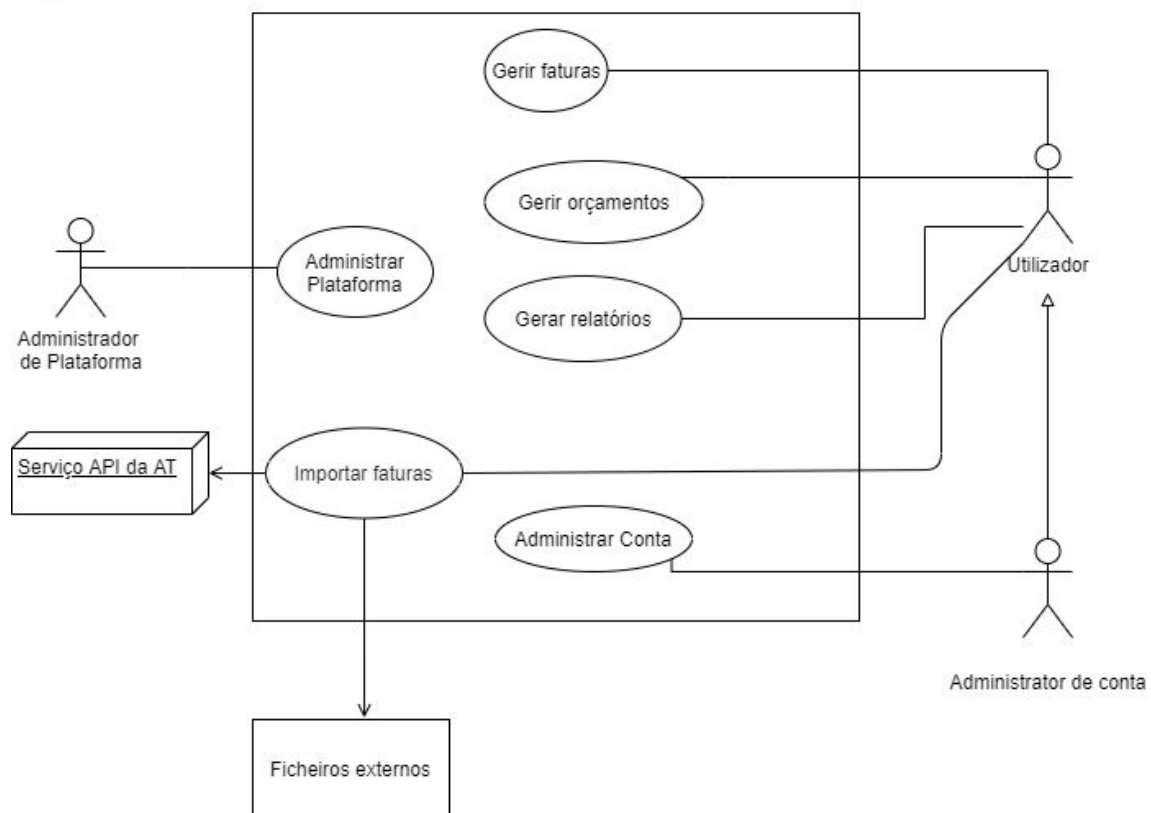 Gerir faturas
Gerir orçamentos
Administrar
Plataforma
Utilizador
Gerar relatórios
Administrador
de Plataforma
Serviço API da AT
Importar faturas
Administrar Conta
Administrator de conta
Ficheiros externos